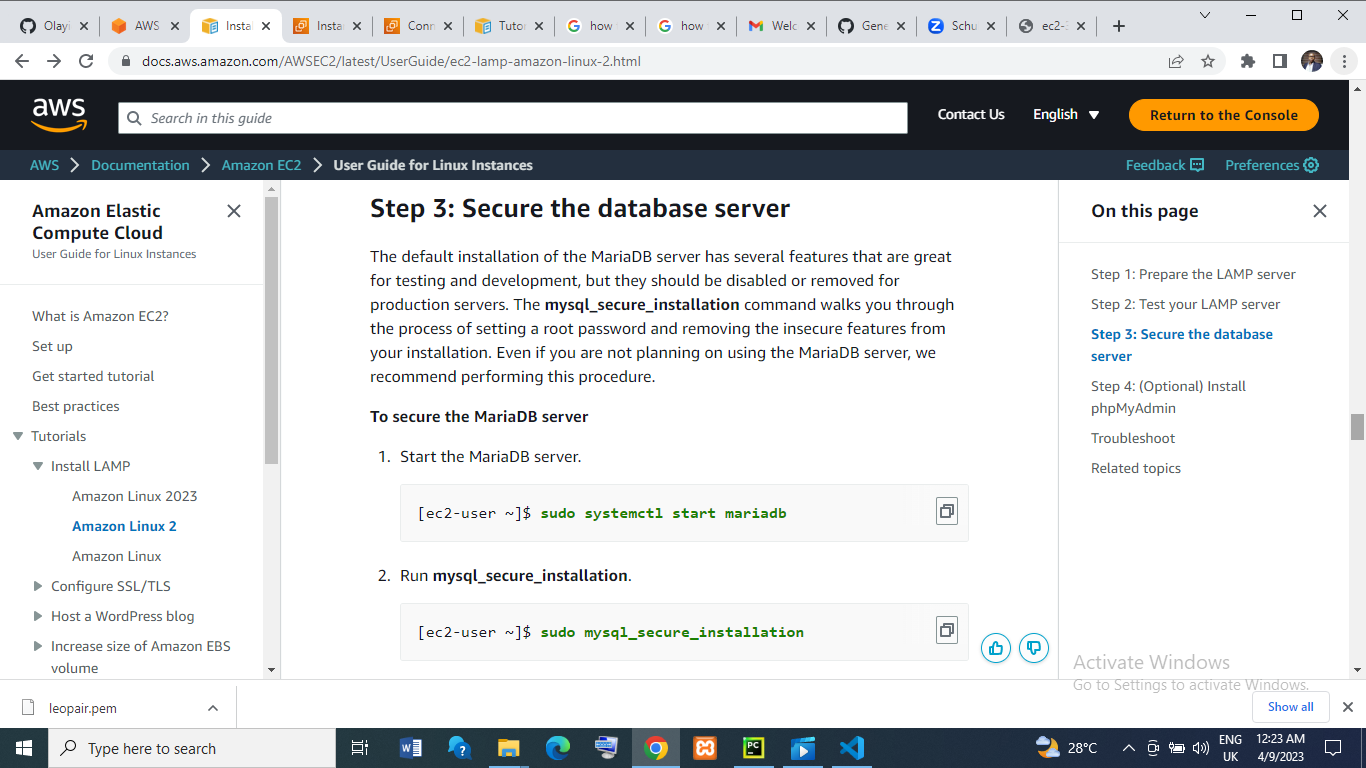 Olayi
AWS
Instal
Insta
Conn
Tutor
how
how
Welc
Gene
Schu
ec2-3
docs.aws.amazon.com/AWSEC2/latest/UserGuide/ec2-lamp-amazon-linux-2.html
aws
Search in this guide
Contact Us
English
Return to the Console
AWS
Documentation
Amazon EC2
User Guide for Linux Instances
Feedback
Preferences
Amazon Elastic
Compute Cloud
User Guide for Linux Instances
What is Amazon EC2?
Set up
Get started tutorial
Best practices
Tutorials
Install LAMP
Amazon Linux 2023
Amazon Linux 2
Amazon Linux
Configure SSL/TLS
Host a WordPress blog
Increase size of Amazon EBS
volume
Step 3: Secure the database server
The default installation of the MariaDB server has several features that are great
for testing and development, but they should be disabled or removed for
production servers. The mysql_secure_installation command walks you through
the process of setting a root password and removing the insecure features from
your installation. Even if you are not planning on using the MariaDB server, we
recommend performing this procedure.
To secure the MariaDB server
1. Start the MariaDB server.
[ec2-user ~]$ sudo systemctl start mariadb
2. Run mysql_secure_installation.
[ec2-user ~]$ sudo mysql_secure_installation
On this page
Step 1: Prepare the LAMP server
Step 2: Test your LAMP server
Step 3: Secure the database
server
Step 4: (Optional) Install
phpMyAdmin
Troubleshoot
Related topics
Activate Windows
Go to Settings to activate Windows.
leopair.pem
Show all
Type here to search
PC
28°C
ENG
UK
12:23 AM
4/9/2023